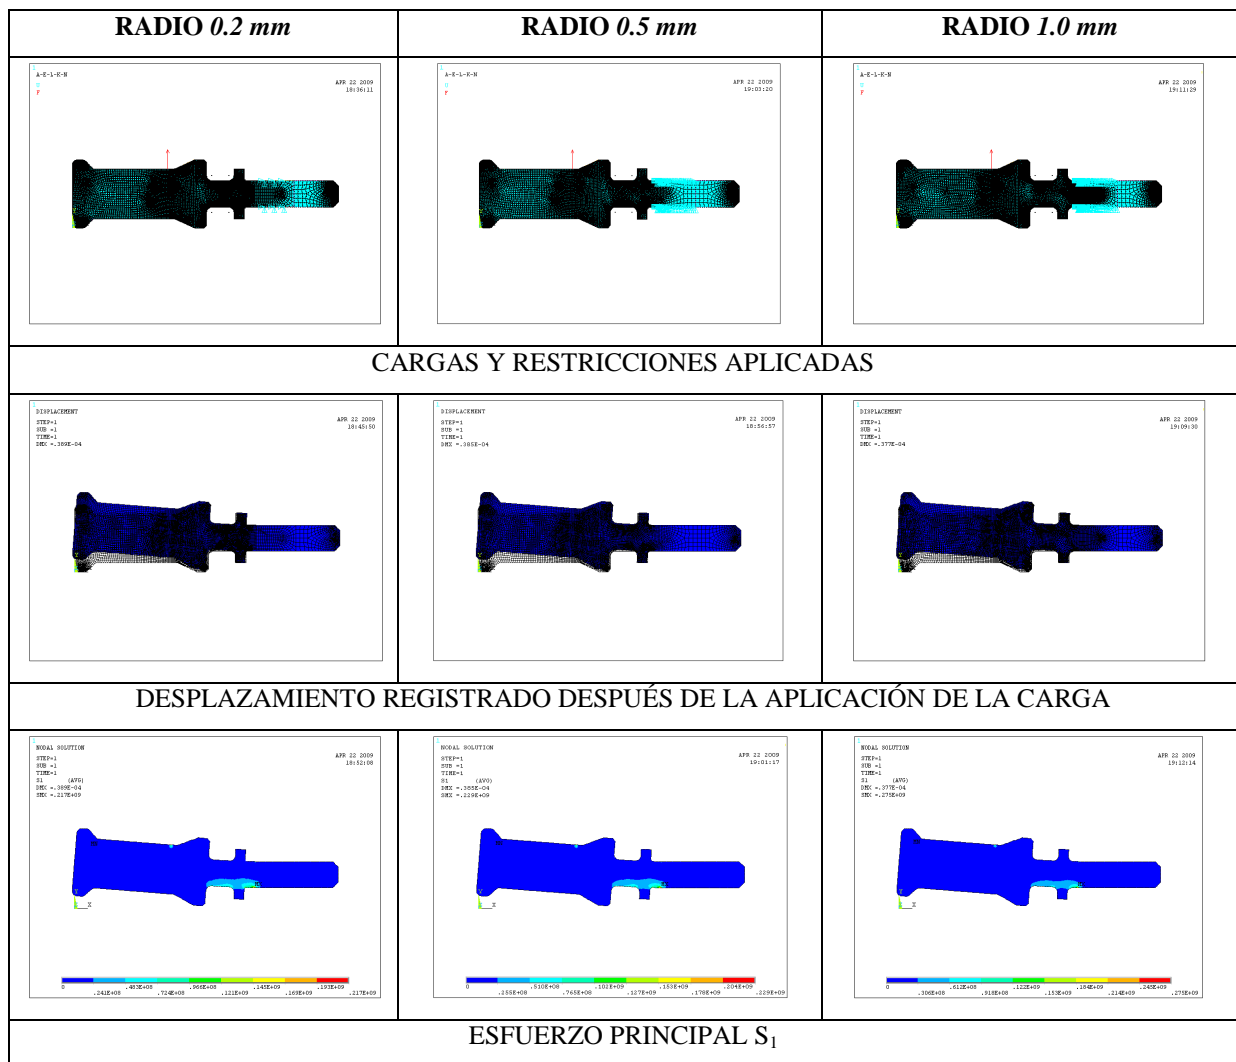 RADIO 0.2 mm
RADIO 0.5 mm
RADIO 1.0 mm
1
A-E-L-K-N
U
F
APR 22 2009
18:36:11
1
A-E-L-K-N
U
F
APR 22 2009
19:03:20
1
A-E-L-K-N
U
F
APR 22 2009
19:11:29
CARGAS Y RESTRICCIONES APLICADAS
1
DISPLACEMENT
STEP=1
SUB =1
TIME=1
DMX =.389E-04
APR 22 2009
18:45:50
1
DISPLACEMENT
STEP=1
SUB =1
TIME=1
DMX =.385E-04
APR 22 2009
18:56:57
1
DISPLACEMENT
STEP=1
SUB =1
TIME=1
DMX =.377E-04
APR 22 2009
19:09:30
DESPLAZAMIENTO REGISTRADO DESPUÉS DE LA APLICACIÓN DE LA CARGA
1
NODAL SOLUTION
STEP=1
SUB =1
TIME=1
S1 (AVG)
DMX =.389E-04
SMX =.217E+09
APR 22 2009
18:52:08
Y
Z X
0 .483E+08 .966E+08 .145E+09 .193E+09
.241E+08 .724E+08 .121E+09 .169E+09 .217E+09
1
NODAL SOLUTION
STEP=1
SUB =1
TIME=1
S1 (AVG)
DMX =.385E-04
SMX =.229E+09
APR 22 2009
19:01:17
Y
Z X
0 .510E+08 .102E+09 .153E+09 .204E+09
.255E+08 .765E+08 .127E+09 .178E+09 .229E+09
1
NODAL SOLUTION
STEP=1
SUB =1
TIME=1
S1 (AVG)
DMX =.377E-04
SMX =.275E+09
APR 22 2009
19:12:14
Y
Z X
0 .612E+08 .122E+09 .184E+09 .245E+09
.306E+08 .918E+08 .153E+09 .214E+09 .275E+09
ESFUERZO PRINCIPAL S1